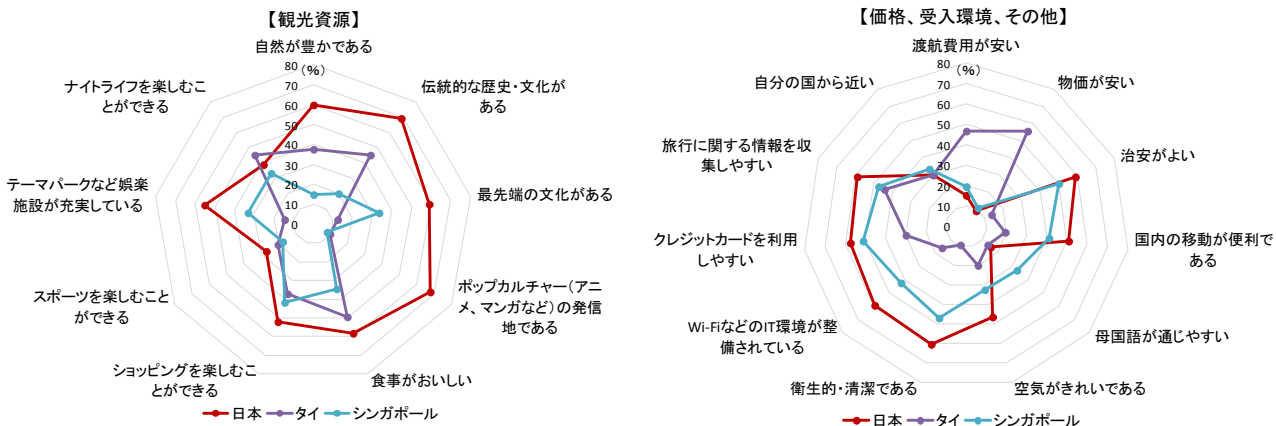 【観光資源】
自然が豊かである
(%)
伝統的な歴史・文化が
ある
最先端の文化がある
ポップカルチャー(アニ
メ、マンガなど)の発信
地である
食事がおいしい
ショッピングを楽しむこ
とができる
スポーツを楽しむこと
ができる
テーマパークなど娯楽
施設が充実している
ナイトライフを楽しむこ
とができる
80
70
60
50
40
30
20
10
0
日本 タイ シンガポール
【価格、受入環境、その他】
渡航費用が安い
(%)
物価が安い
治安がよい
国内の移動が便利で
ある
母国語が通じやすい
空気がきれいである
衛生的・清潔である
Wi-FiなどのIT環境が整
備されている
クレジットカードを利用
しやすい
旅行に関する情報を収
集しやすい
自分の国から近い
80
70
60
50
40
30
20
10
0
日本 タイ シンガポール